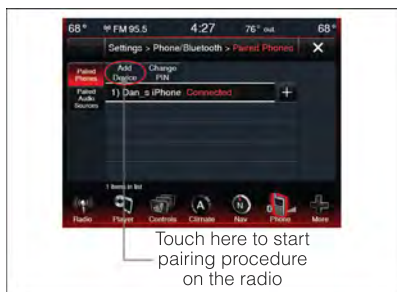 68° FM 95.5 4:27 76° out 68°
Settings > Phone/Bluetooth > Paired Phones X
Paired Phones
Add Device
Change PIN
Paired Audio Sources
1) Dan_s iPhone Connected +
1 Items in list
Radio Player Controls Climate Nav Phone More
Touch here to start
pairing procedure
on the radio